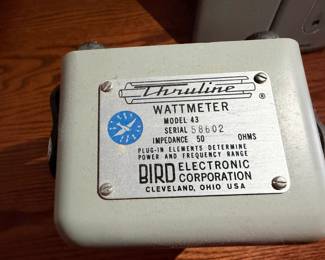 Thruline ®
WATTMETER
MODEL 43
SERIAL 58602
IMPEDANCE 50 OHMS
PLUG-IN ELEMENTS DETERMINE
POWER AND FREQUENCY RANGE
BIRD ELECTRONIC
CORPORATION
CLEVELAND, OHIO USA